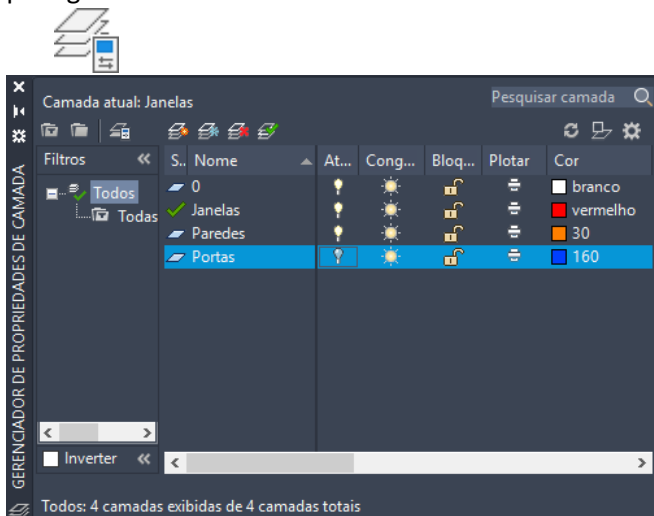 Camada atual: Janelas
Pesquisar camada
Filtros
S.. Nome At... Cong... Bloq... Plotar Cor
Todos
Todas
0 branco
Janelas vermelho
Paredes 30
Portas 160
Inverter
Todos: 4 camadas exibidas de 4 camadas totais
GERENCIADOR DE PROPRIEDADES DE CAMADA